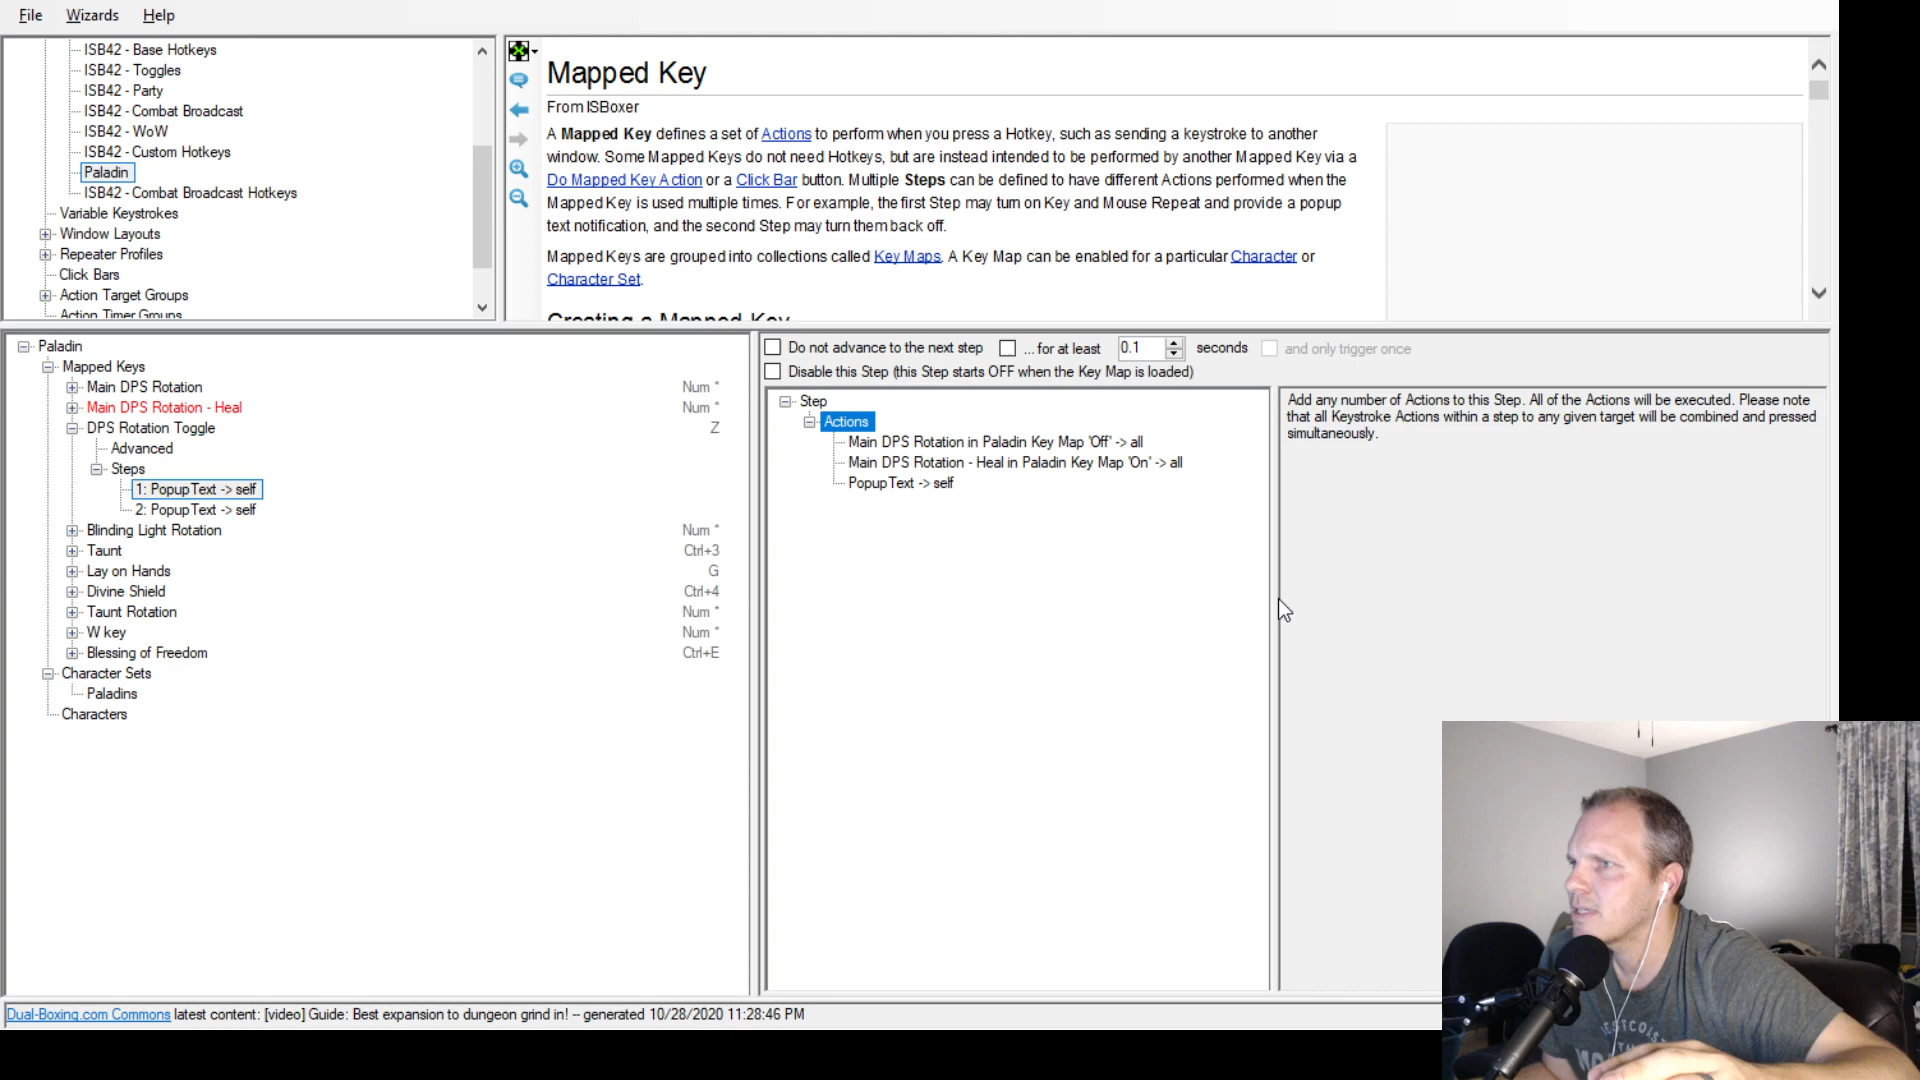 File Wizards Help
ISB42 - Base Hotkeys
ISB42 - Toggles
ISB42 - Party
ISB42 - Combat Broadcast
ISB42 - WoW
ISB42 - Custom Hotkeys
Paladin
ISB42 - Combat Broadcast Hotkeys
Variable Keystrokes
Window Layouts
Repeater Profiles
Click Bars
Action Target Groups
Action Timer Groups
Mapped Key
From ISBoxer
A Mapped Key defines a set of Actions to perform when you press a Hotkey, such as sending a keystroke to another
window. Some Mapped Keys do not need Hotkeys, but are instead intended to be performed by another Mapped Key via a
Do Mapped Key Action or a Click Bar button. Multiple Steps can be defined to have different Actions performed when the
Mapped Key is used multiple times. For example, the first Step may turn on Key and Mouse Repeat and provide a popup
text notification, and the second Step may turn them back off.
Mapped Keys are grouped into collections called Key Maps. A Key Map can be enabled for a particular Character or
Character Set.
Creating a Mapped Key
Paladin
Mapped Keys
Main DPS Rotation Num *
Main DPS Rotation - Heal Num *
DPS Rotation Toggle Z
Advanced
Steps
1: PopupText -> self
2: PopupText -> self
Blinding Light Rotation Num *
Taunt Ctrl+3
Lay on Hands G
Divine Shield Ctrl+4
Taunt Rotation Num *
W key Num *
Blessing of Freedom Ctrl+E
Character Sets
Paladins
Characters
Do not advance to the next step ...for at least 0.1 seconds and only trigger once
Disable this Step (this Step starts OFF when the Key Map is loaded)
Step
Actions
Main DPS Rotation in Paladin Key Map 'Off' -> all
Main DPS Rotation - Heal in Paladin Key Map 'On' -> all
PopupText -> self
Add any number of Actions to this Step. All of the Actions will be executed. Please note
that all Keystroke Actions within a step to any given target will be combined and pressed
simultaneously.
Dual-Boxing.com Commons latest content: [video] Guide: Best expansion to dungeon grind in! -- generated 10/28/2020 11:28:46 PM